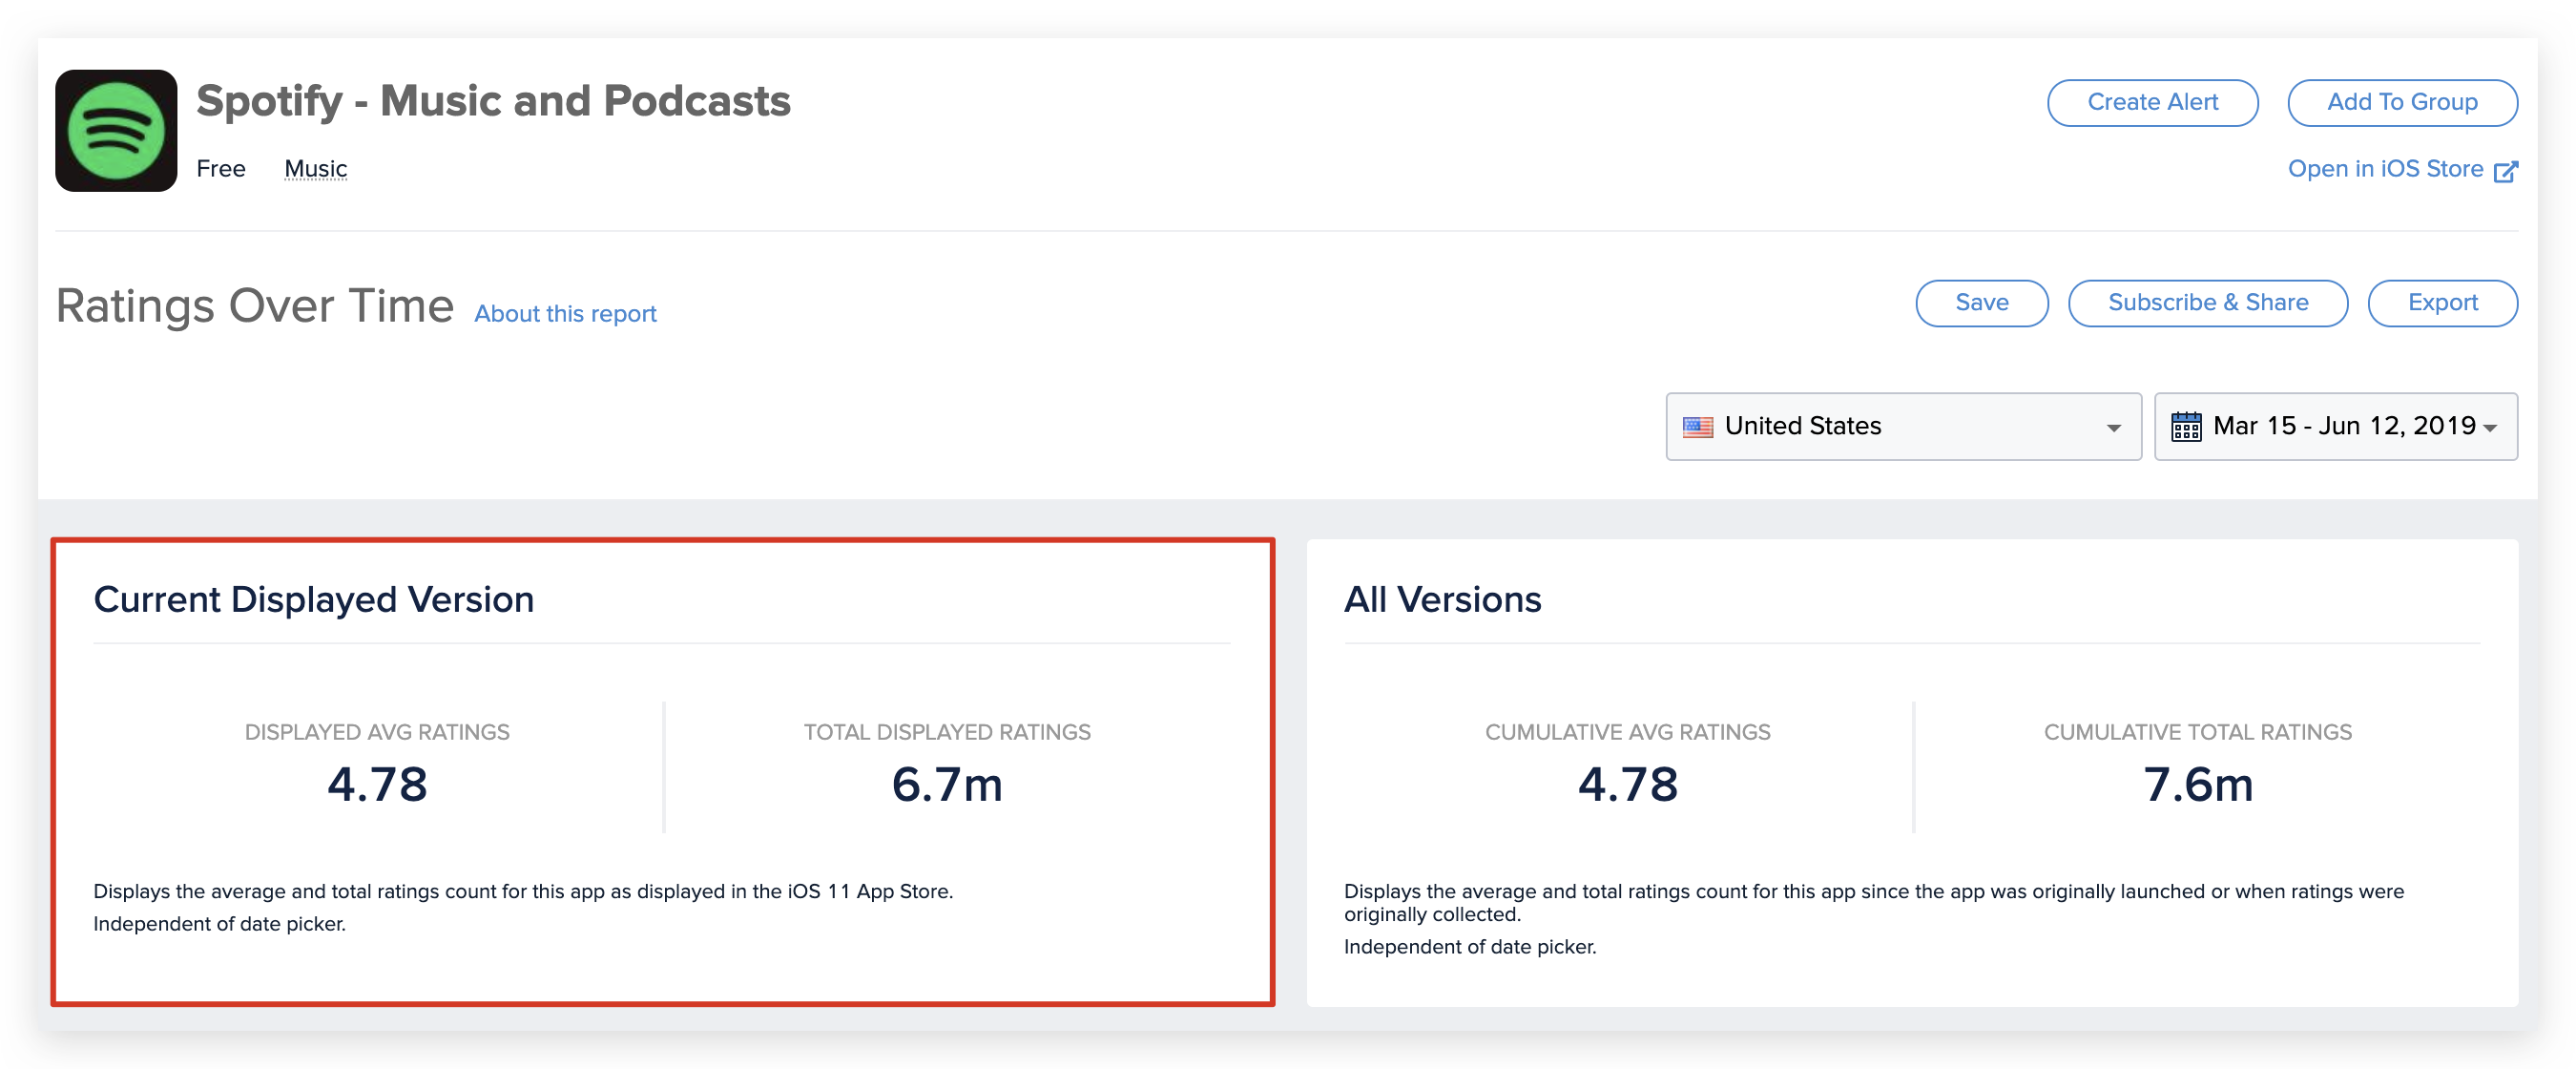 Spotify - Music and Podcasts
Create Alert
Add To Group
Free Music
Open in iOS Store
Ratings Over Time About this report
Save
Subscribe & Share
Export
United States
Mar 15 - Jun 12, 2019
Current Displayed Version
DISPLAYED AVG RATINGS
4.78
TOTAL DISPLAYED RATINGS
6.7m
Displays the average and total ratings count for this app as displayed in the iOS 11 App Store.
Independent of date picker.
All Versions
CUMULATIVE AVG RATINGS
4.78
CUMULATIVE TOTAL RATINGS
7.6m
Displays the average and total ratings count for this app since the app was originally launched or when ratings were
originally collected.
Independent of date picker.